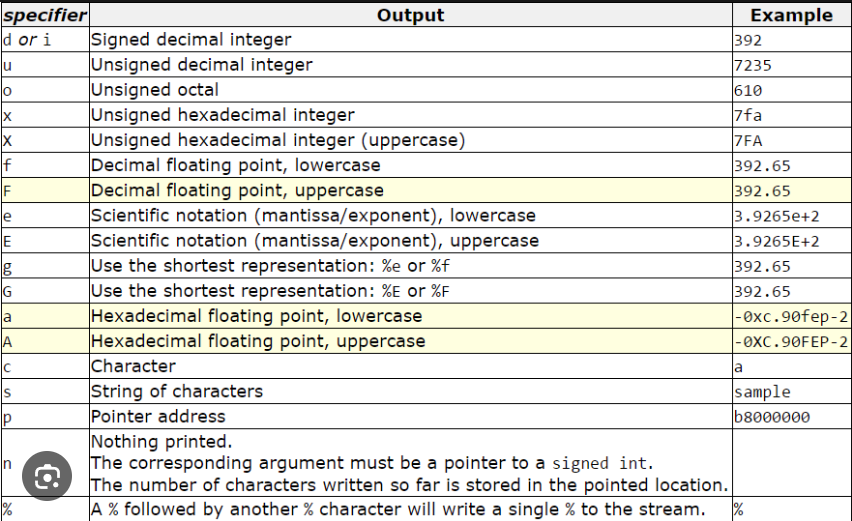 specifier Output Example
d or i Signed decimal integer 392
u Unsigned decimal integer 7235
o Unsigned octal 610
x Unsigned hexadecimal integer 7fa
X Unsigned hexadecimal integer (uppercase) 7FA
f Decimal floating point, lowercase 392.65
F Decimal floating point, uppercase 392.65
e Scientific notation (mantissa/exponent), lowercase 3.9265e+2
E Scientific notation (mantissa/exponent), uppercase 3.9265E+2
g Use the shortest representation: %e or %f 392.65
G Use the shortest representation: %E or %F 392.65
a Hexadecimal floating point, lowercase -0xc.90fep-2
A Hexadecimal floating point, uppercase -0XC.90FEP-2
c Character a
s String of characters sample
p Pointer address b8000000
Nothing printed.
n The corresponding argument must be a pointer to a signed int.
The number of characters written so far is stored in the pointed location.
% A % followed by another % character will write a single % to the stream. %